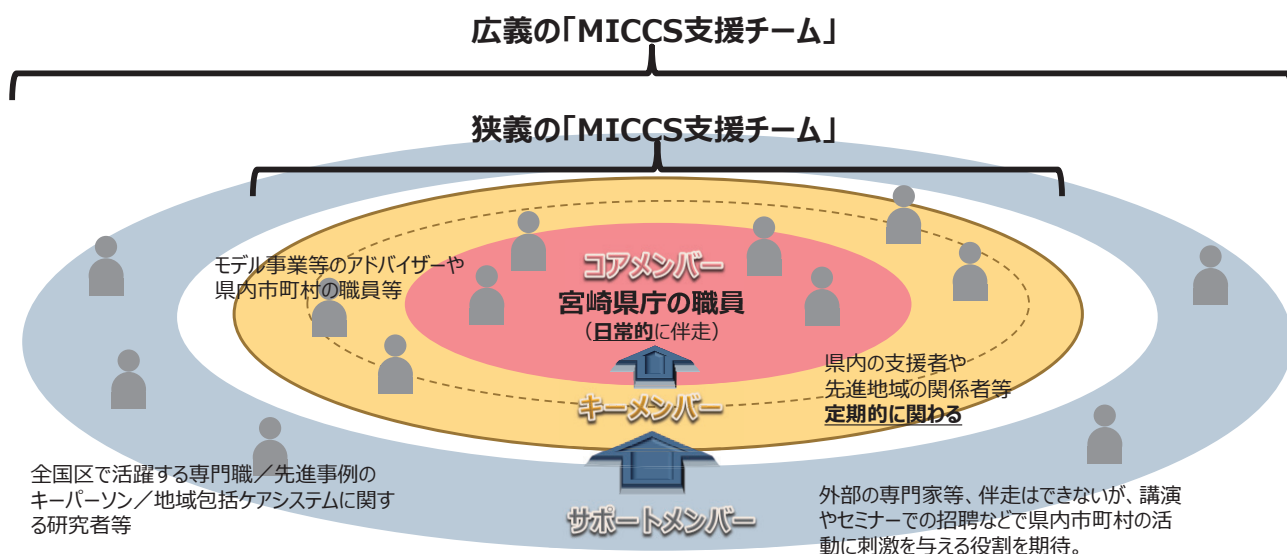 広義の「MICCS支援チーム」
狭義の「MICCS支援チーム」
モデル事業等のアドバイザーや
県内市町村の職員等
コアメンバー
宮崎県庁の職員
（日常的に伴走）
県内の支援者や
先進地域の関係者等
定期的に関わる
キーメンバー
全国区で活躍する専門職／先進事例の
キーパーソン／地域包括ケアシステムに関す
る研究者等
サポートメンバー
外部の専門家等、伴走はできないが、講演
やセミナーでの招聘などで県内市町村の活
動に刺激を与える役割を期待。